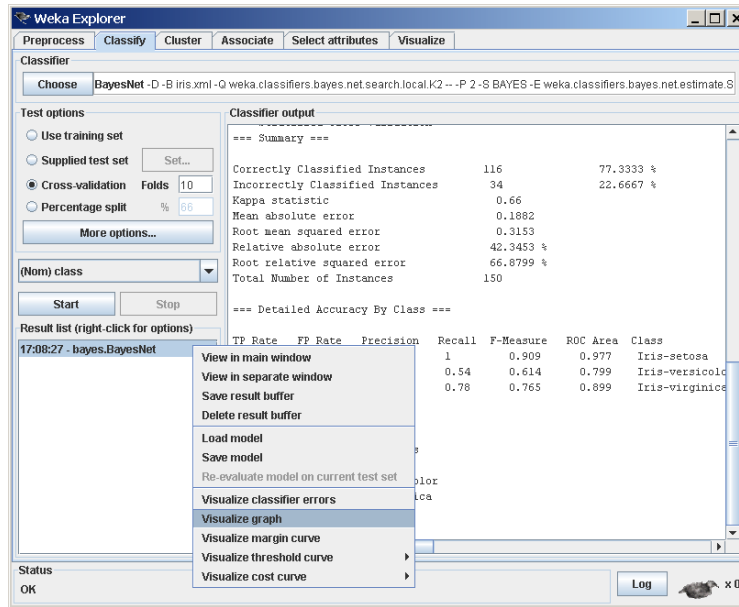 Weka Explorer
Preprocess Classify Cluster Associate Select attributes Visualize
Classifier
Choose BayesNet -D -B iris.xml -Q weka.classifiers.bayes.net.search.local.K2 -- -P 2 -S BAYES -E weka.classifiers.bayes.net.estimate.S
Test options
Use training set
Supplied test set Set...
Cross-validation Folds 10
Percentage split % 66
More options...
(Nom) class
Start Stop
Result list (right-click for options)
17:08:27 - bayes.BayesNet
Classifier output
=== Summary ===
Correctly Classified Instances 116 77.3333 %
Incorrectly Classified Instances 34 22.6667 %
Kappa statistic 0.66
Mean absolute error 0.1882
Root mean squared error 0.3153
Relative absolute error 42.3453 %
Root relative squared error 66.8799 %
Total Number of Instances 150
=== Detailed Accuracy By Class ===
TP Rate FP Rate Precision Recall F-Measure ROC Area Class
1 0.909 0.977 Iris-setosa
0.54 0.614 0.799 Iris-versicolo
0.78 0.765 0.899 Iris-virginica
olor
ica
View in main window
View in separate window
Save result buffer
Delete result buffer
Load model
Save model
Re-evaluate model on current test set
Visualize classifier errors
Visualize graph
Visualize margin curve
Visualize threshold curve
Visualize cost curve
Status
OK
Log
x 0